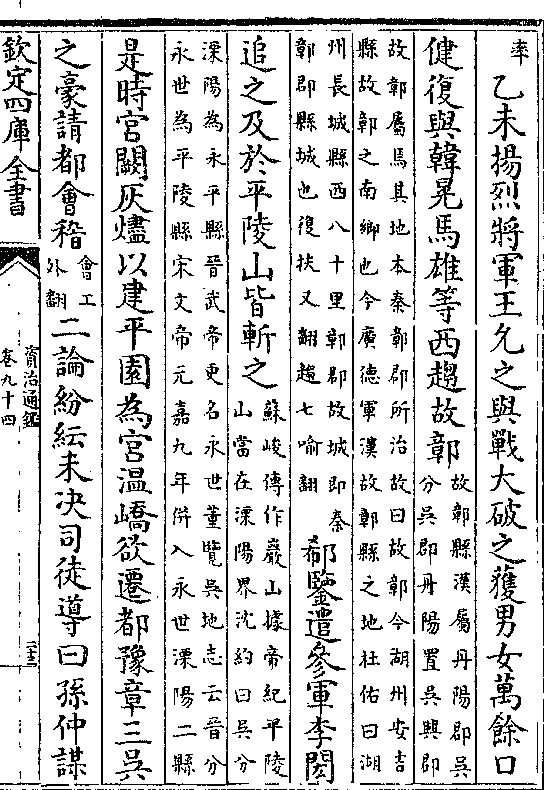 率
乙未揚烈將軍王允之與戰大破之獲男女萬餘口
健復與韓晃馬雄等西趨故鄣
故鄣縣漢屬丹陽郡吳
分吳郡丹陽置吳興郡
故鄣屬焉其地本秦鄣郡所治故曰故鄣今湖州安吉
縣故鄣之南鄉也今廣德軍漢故鄣縣之地杜佑曰湖
州長城縣西八十里鄣郡故城即秦
鄣郡縣城也復扶又翻趨七喻翻
郗鑒遣參軍李閎
追之及於平陵山皆斬之
蘇峻傳作巖山據帝紀平陵
山當在溧陽界沈約曰吳分
溧陽為永平縣晉武帝更名永世董覽吳地志云晉分
永世為平陵縣宋文帝元嘉九年併入永世溧陽二縣
是時宮闕灰燼以建平園為宮溫嶠欲遷都豫章三吳
之豪請都會稽
會工
外翻
二論紛紜未決司徒導曰孫仲謀
欽定四庫全書
資治通鑑
卷九十四
二十三